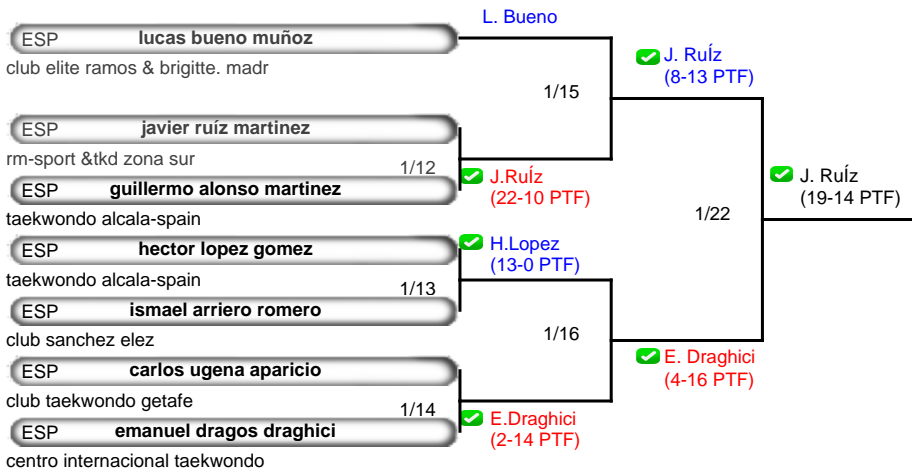 L. Bueno
ESP lucas bueno muñoz
club elite ramos & brigitte. madr
J. RuÍz
(8-13 PTF)
1/15
ESP javier ruíz martinez
rm-sport &tkd zona sur
1/12
J.RuÍz
(22-10 PTF)
ESP guillermo alonso martinez
taekwondo alcala-spain
J. RuÍz
(19-14 PTF)
1/22
ESP hector lopez gomez
taekwondo alcala-spain
H.Lopez
(13-0 PTF)
1/13
ESP ismael arriero romero
club sanchez elez
1/16
ESP carlos ugena aparicio
club taekwondo getafe
E. Draghici
(4-16 PTF)
1/14
ESP emanuel dragos draghici
centro internacional taekwondo
E.Draghici
(2-14 PTF)